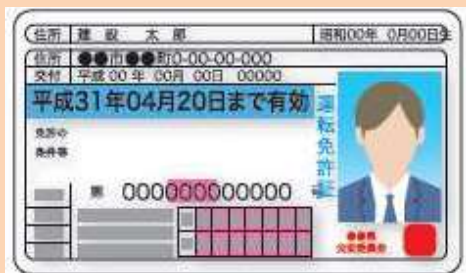 住所 建設 太郎 昭和00年 0月00日生
住所 ●●市●●町0-00-00-000
交付 平成00年 00月 00日 00000
平成31年04月20日まで有効
免許の
条件等
運転免許証
第 000000000000 号
●●県
公安委員会